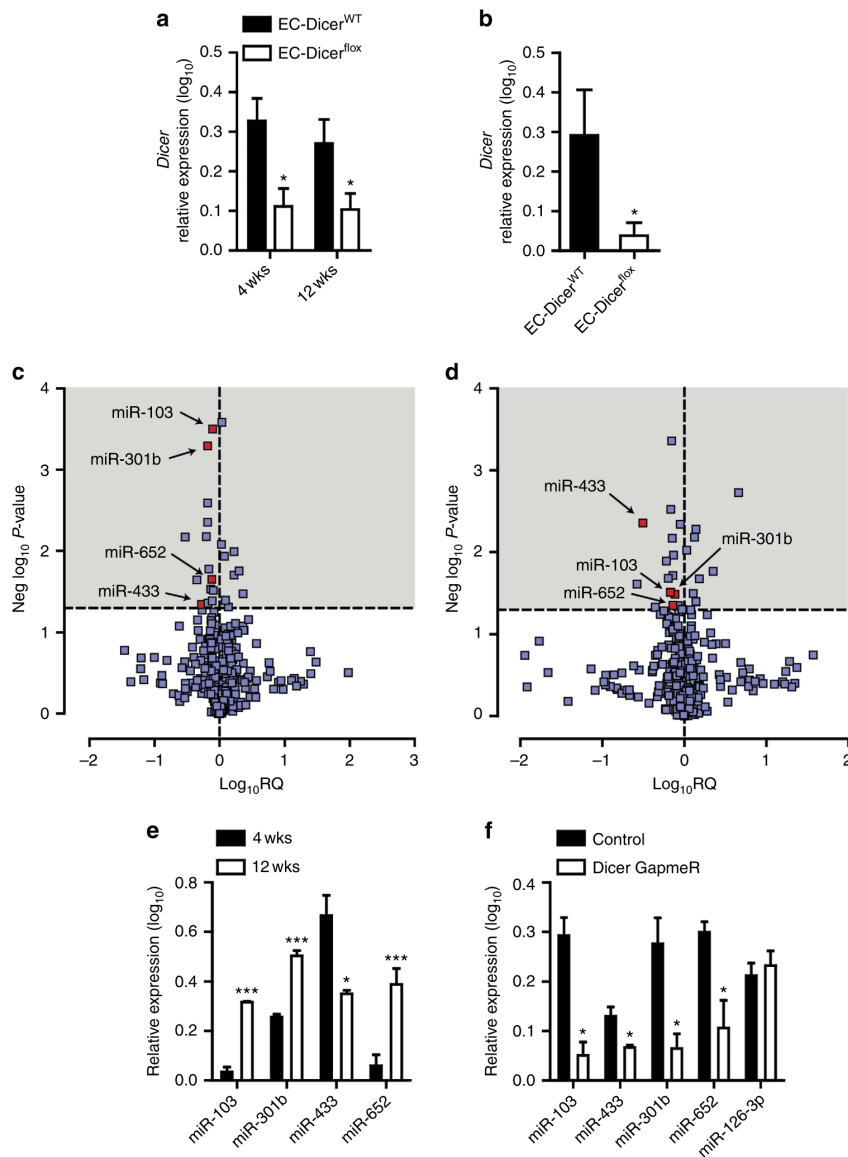 a
EC-Dicer^WT
EC-Dicer^flox
Dicer
relative expression (log10)
0.5
0.4
0.3
0.2
0.1
0.0
*
*
4 wks
12 wks
b
Dicer
relative expression (log10)
0.5
0.4
0.3
0.2
0.1
0.0
*
EC-Dicer^WT
EC-Dicer^flox
c
Neg log10 P-value
4
3
2
1
0
miR-103
miR-301b
miR-652
miR-433
–2
–1
0
1
2
3
Log10RQ
d
Neg log10 P-value
4
3
2
1
0
miR-433
miR-301b
miR-103
miR-652
–2
–1
0
1
2
Log10RQ
e
4 wks
12 wks
Relative expression (log10)
0.8
0.6
0.4
0.2
0.0
***
***
*
***
miR-103
miR-301b
miR-433
miR-652
f
Control
Dicer GapmeR
Relative expression (log10)
0.4
0.3
0.2
0.1
0.0
*
*
*
*
miR-103
miR-433
miR-301b
miR-652
miR-126-3p